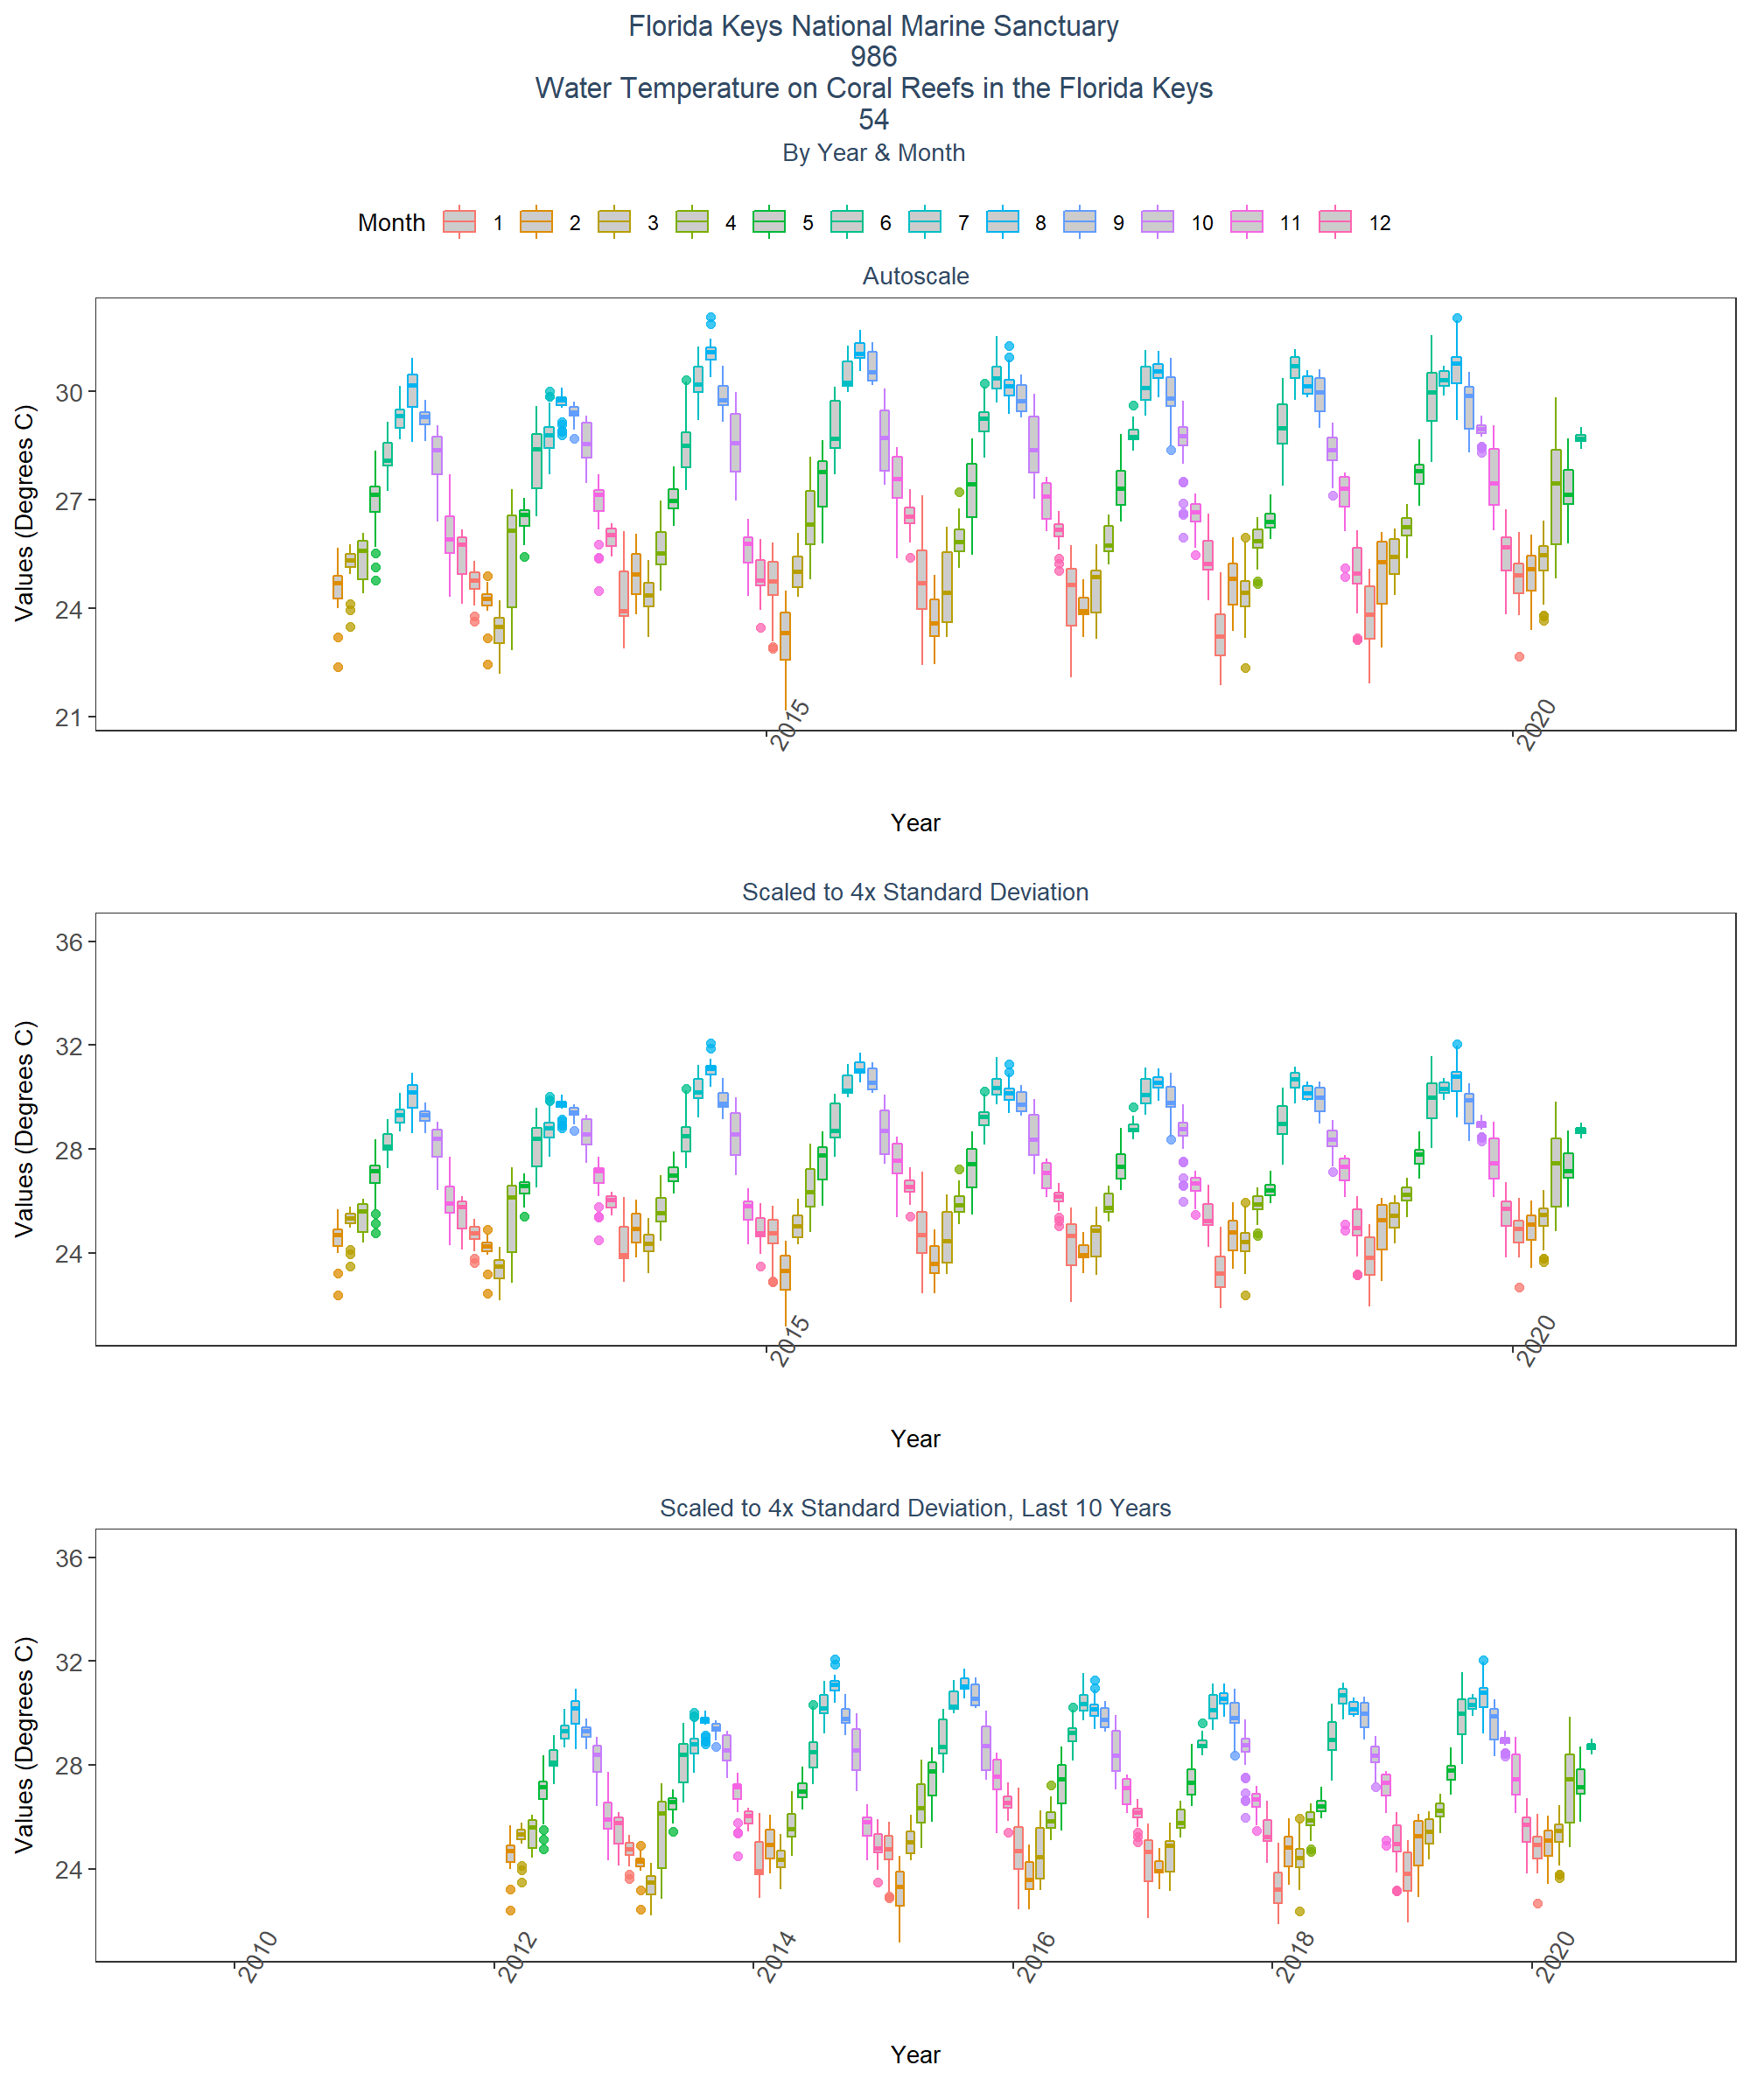 Florida Keys National Marine Sanctuary
986
Water Temperature on Coral Reefs in the Florida Keys
54
By Year & Month
Month 1 2 3 4 5 6 7 8 9 10 11 12
Autoscale
Values (Degrees C)
30
27
24
21
2015 2020
Year
Scaled to 4x Standard Deviation
Values (Degrees C)
36
32
28
24
2015 2020
Year
Scaled to 4x Standard Deviation, Last 10 Years
Values (Degrees C)
36
32
28
24
2010 2012 2014 2016 2018 2020
Year